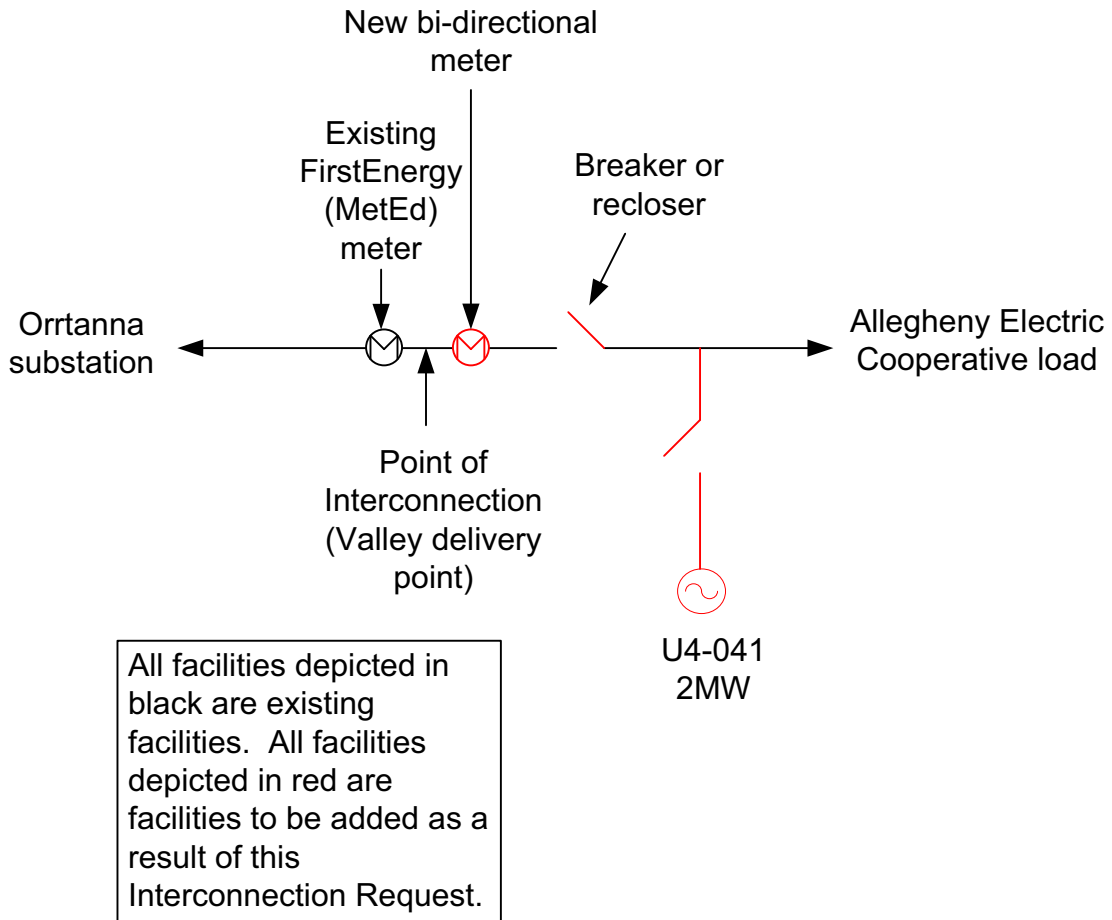 New bi-directional
meter
Existing
FirstEnergy
(MetEd)
meter
Breaker or
recloser
Orrtanna
substation
Allegheny Electric
Cooperative load
Point of
Interconnection
(Valley delivery
point)
U4-041
2MW
All facilities depicted in
black are existing
facilities.  All facilities
depicted in red are
facilities to be added as a
result of this
Interconnection Request.